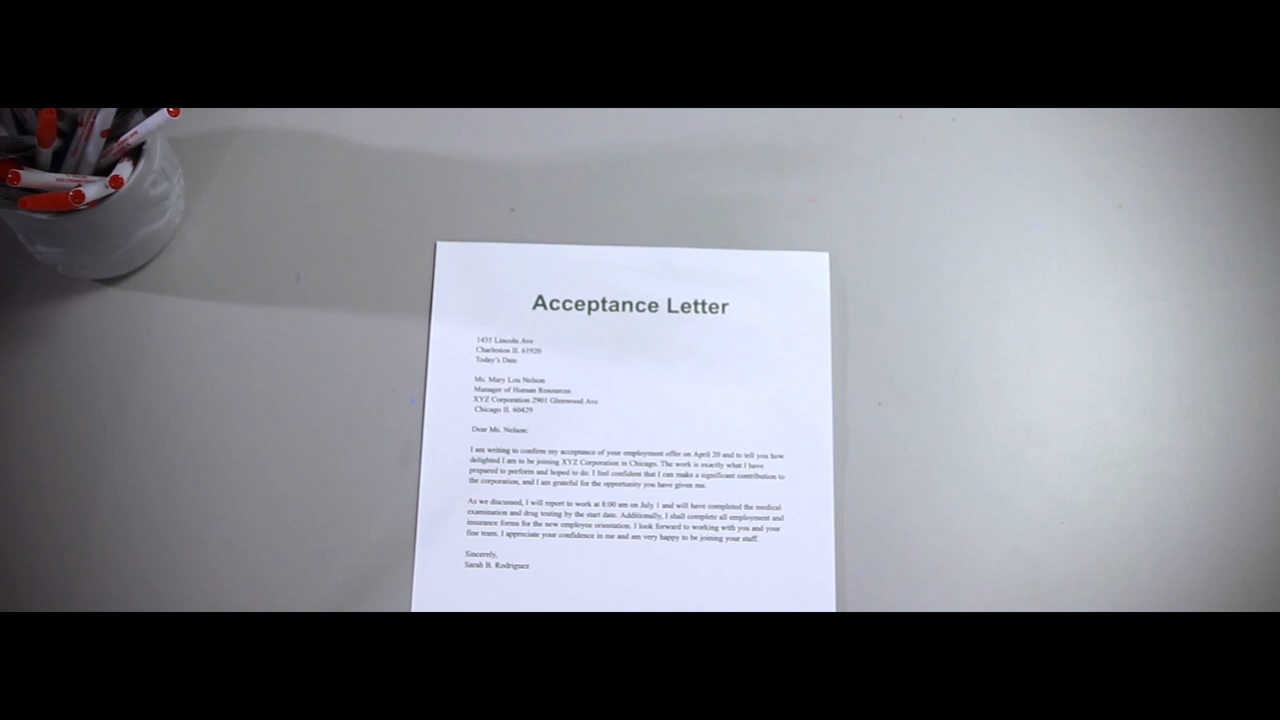 Acceptance Letter
1435 Lincoln Ave
Charleston IL 61920
Today's Date
Ms. Mary Lou Nelson
Manager of Human Resources
XYZ Corporation 2901 Glenwood Ave
Chicago IL 60429
Dear Ms. Nelson:
I am writing to confirm my acceptance of your employment offer on April 20 and to tell you how
delighted I am to be joining XYZ Corporation in Chicago. The work is exactly what I have
prepared to perform and hoped to do. I feel confident that I can make a significant contribution to
the corporation, and I am grateful for the opportunity you have given me.
As we discussed, I will report to work at 8:00 am on July 1 and will have completed the medical
examination and drug testing by the start date. Additionally, I shall complete all employment and
insurance forms for the new employee orientation. I look forward to working with you and your
fine team. I appreciate your confidence in me and am very happy to be joining your staff.
Sincerely,
Sarah B. Rodriguez